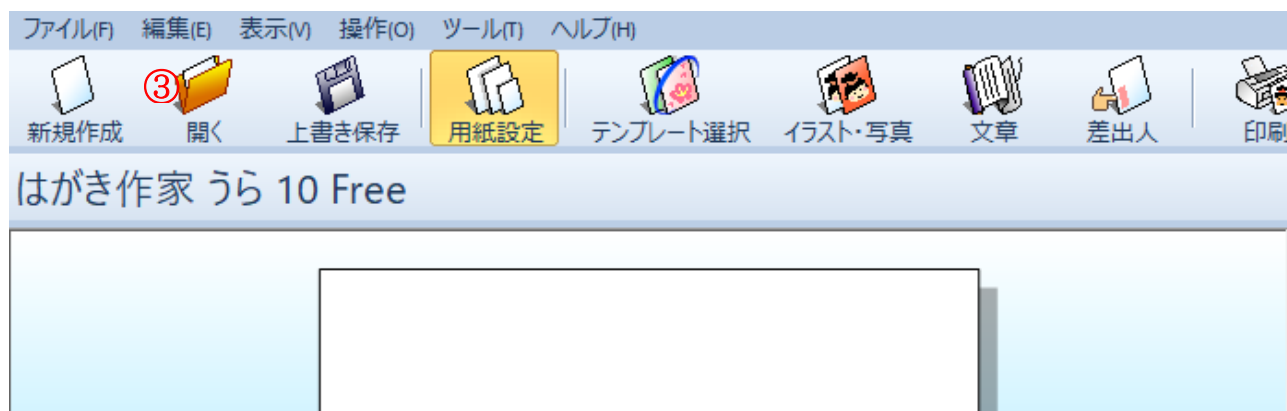 ファイル(F) 編集(E) 表示(V) 操作(O) ツール(T) ヘルプ(H)
③
新規作成 開く 上書き保存 用紙設定 テンプレート選択 イラスト・写真 文章 差出人 印刷
はがき作家 うら 10 Free